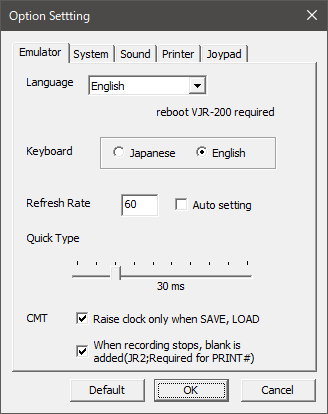 Option Settting
Emulator System Sound Printer Joypad
Language English
reboot VJR-200 required
Keyboard Japanese English
Refresh Rate 60 Auto setting
Quick Type
30 ms
CMT Raise clock only when SAVE, LOAD
When recording stops, blank is
added(JR2;Required for PRINT#)
Default OK Cancel